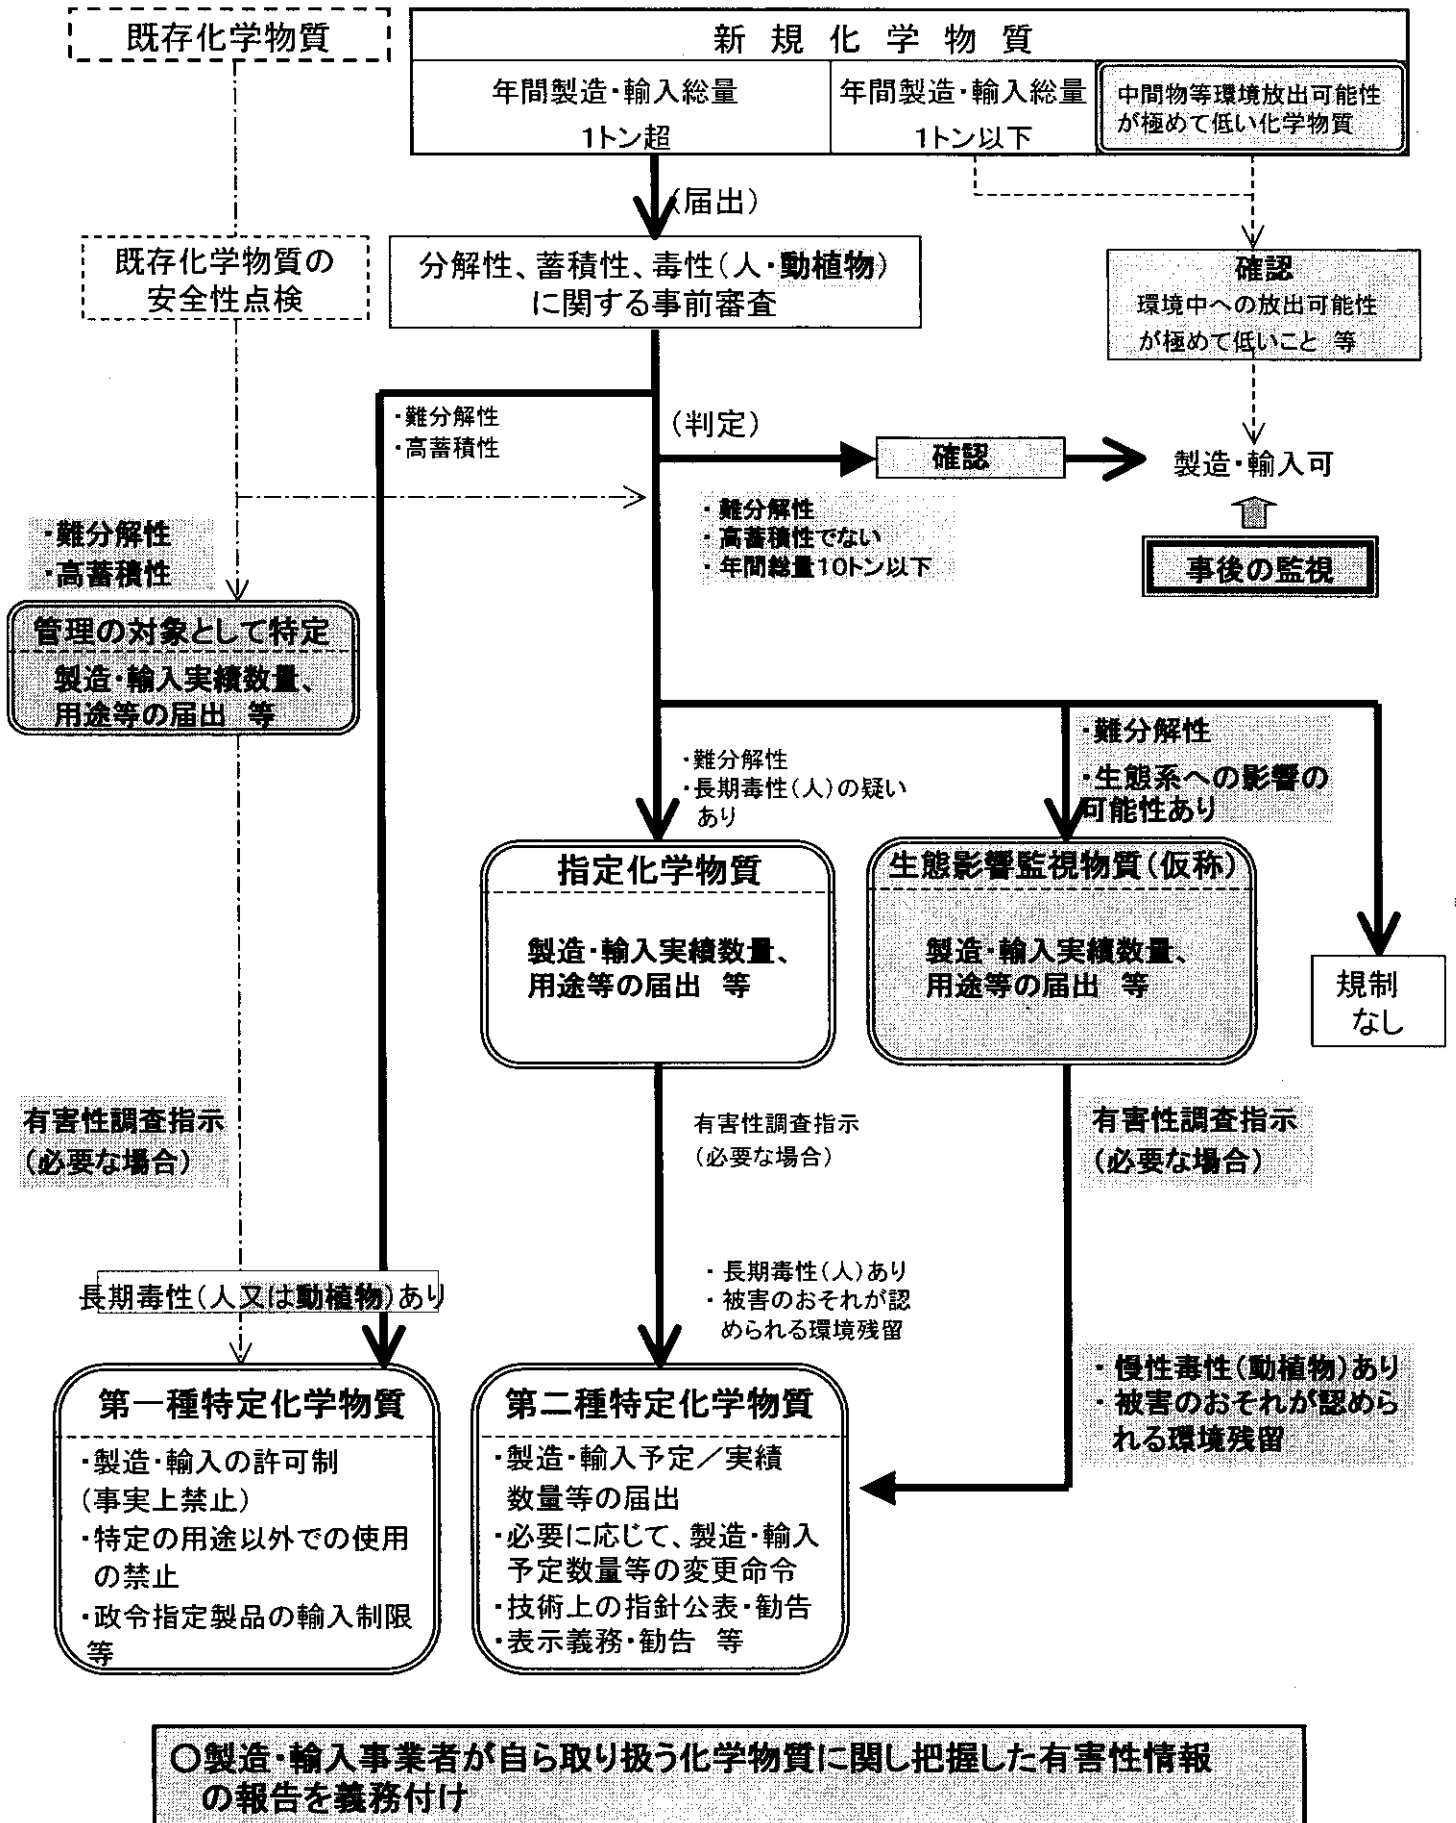 既存化学物質
新規化学物質
年間製造・輸入総量
1トン超
年間製造・輸入総量
1トン以下
中間物等環境放出可能性
が極めて低い化学物質
(届出)
既存化学物質の
安全性点検
分解性、蓄積性、毒性(人・動植物)
に関する事前審査
確認
環境中への放出可能性
が極めて低いこと 等
・難分解性
・高蓄積性
(判定)
確認
製造・輸入可
・難分解性
・高蓄積性でない
・年間総量10トン以下
事後の監視
・難分解性
・高蓄積性
管理の対象として特定
製造・輸入実績数量、
用途等の届出 等
・難分解性
・長期毒性(人)の疑い
あり
・難分解性
・生態系への影響の
可能性あり
指定化学物質
製造・輸入実績数量、
用途等の届出 等
生態影響監視物質(仮称)
製造・輸入実績数量、
用途等の届出 等
規制
なし
有害性調査指示
(必要な場合)
有害性調査指示
(必要な場合)
有害性調査指示
(必要な場合)
長期毒性(人又は動植物)あり
・長期毒性(人)あり
・被害のおそれが認
められる環境残留
・慢性毒性(動植物)あり
・被害のおそれが認めら
れる環境残留
第一種特定化学物質
・製造・輸入の許可制
(事実上禁止)
・特定の用途以外での使用
の禁止
・政令指定製品の輸入制限
等
第二種特定化学物質
・製造・輸入予定/実績
数量等の届出
・必要に応じて、製造・輸入
予定数量等の変更命令
・技術上の指針公表・勧告
・表示義務・勧告 等
○製造・輸入事業者が自ら取り扱う化学物質に関し把握した有害性情報
の報告を義務付け